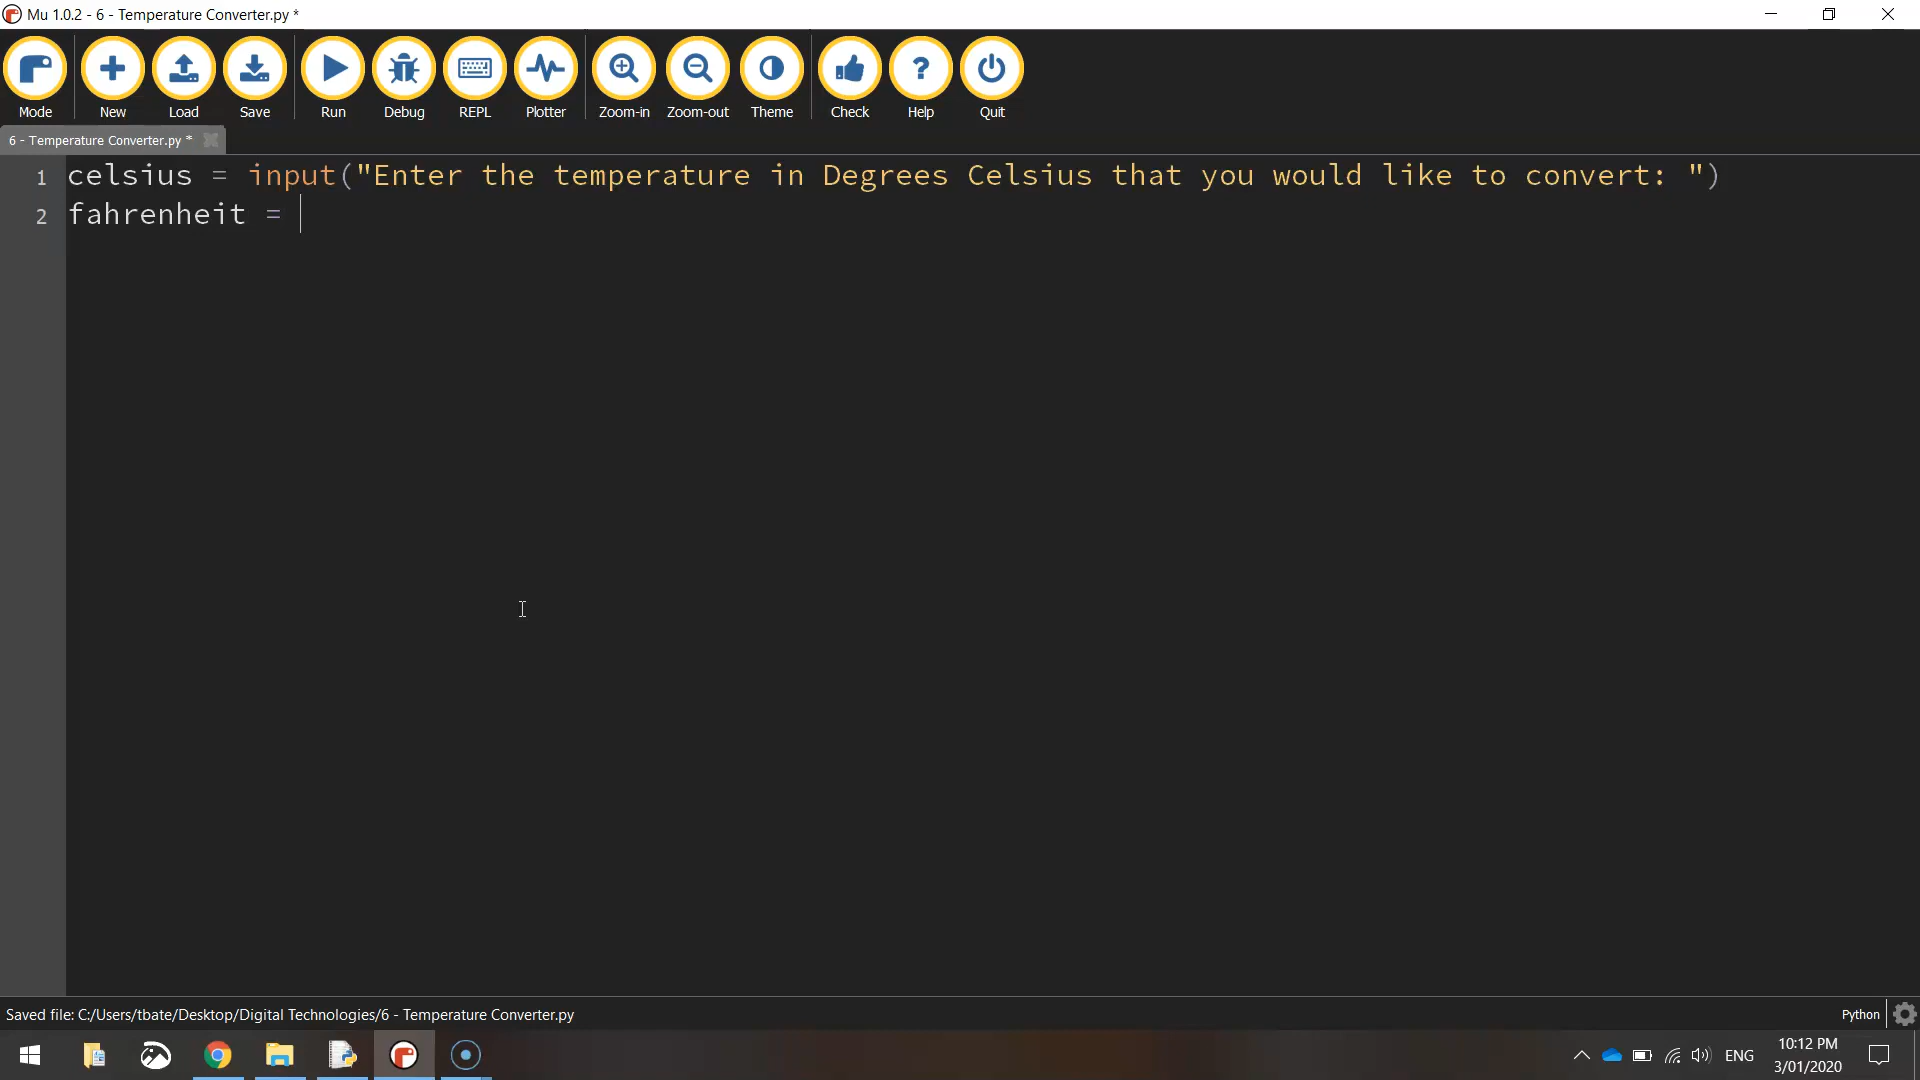 Mu 1.0.2 - 6 - Temperature Converter.py *
Mode New Load Save Run Debug REPL Plotter Zoom-in Zoom-out Theme Check Help Quit
6 - Temperature Converter.py *
1 celsius = input("Enter the temperature in Degrees Celsius that you would like to convert: ")
2 fahrenheit =
Saved file: C:/Users/tbate/Desktop/Digital Technologies/6 - Temperature Converter.py
Python
ENG
10:12 PM
3/01/2020